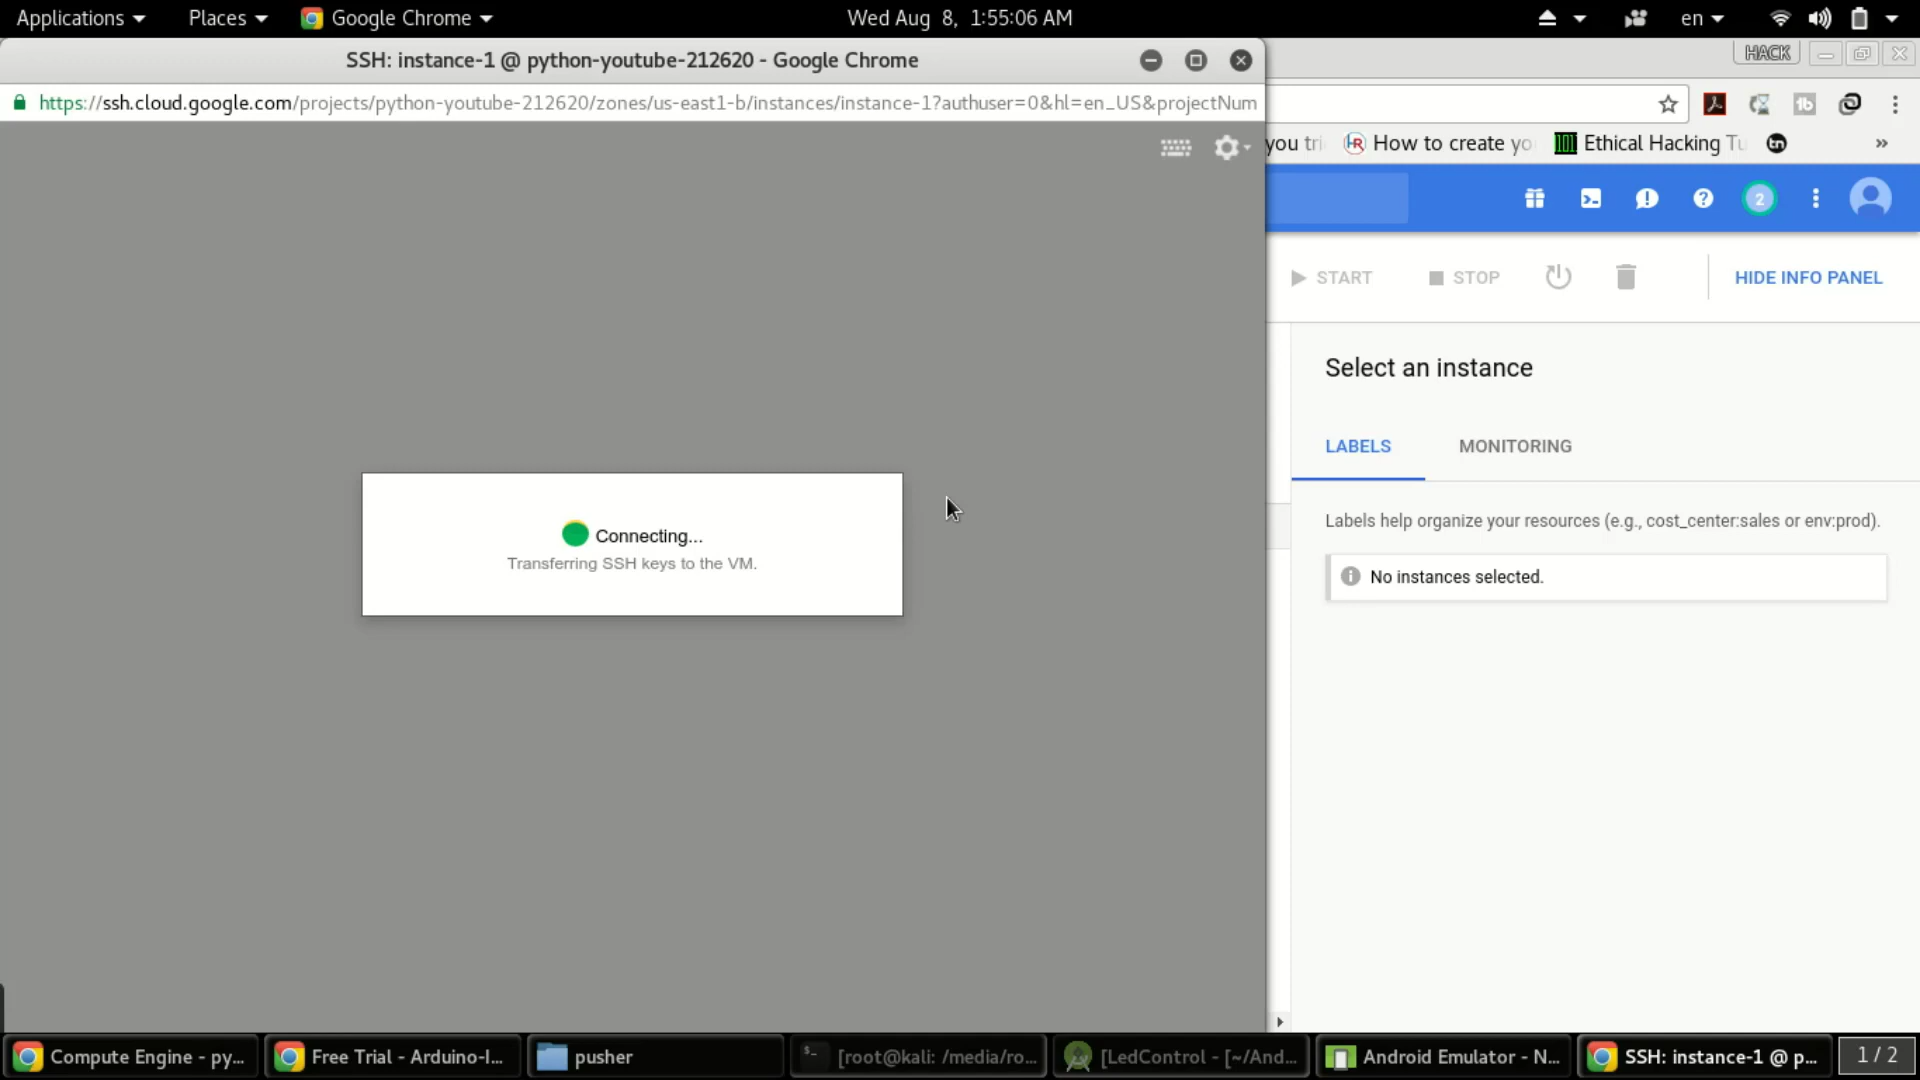 Applications Places Google Chrome Wed Aug 8, 1:55:06 AM en
SSH: instance-1 @ python-youtube-212620 - Google Chrome
HACK
https://ssh.cloud.google.com/projects/python-youtube-212620/zones/us-east1-b/instances/instance-1?authuser=0&hl=en_US&projectNum
you tri How to create yo Ethical Hacking Tu »
2
START STOP HIDE INFO PANEL
Select an instance
LABELS MONITORING
Labels help organize your resources (e.g., cost_center:sales or env:prod).
No instances selected.
Connecting...
Transferring SSH keys to the VM.
Compute Engine - py... Free Trial - Arduino-I... pusher [root@kali: /media/ro... [LedControl - [~/And... Android Emulator - N... SSH: instance-1 @ p... 1 / 2